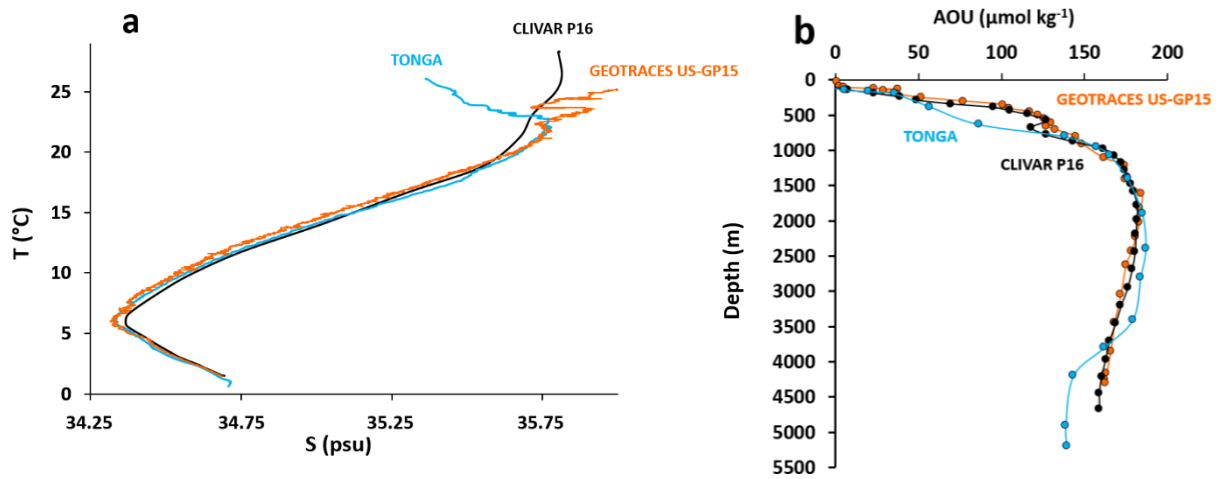 a
CLIVAR P16
TONGA
GEOTRACES US-GP15
25
20
15
10
5
0
T (°C)
34.25 34.75 35.25 35.75
S (psu)
b
AOU (µmol kg⁻¹)
0 50 100 150 200
0
500
1000
1500
2000
2500
3000
3500
4000
4500
5000
5500
Depth (m)
GEOTRACES US-GP15
TONGA
CLIVAR P16